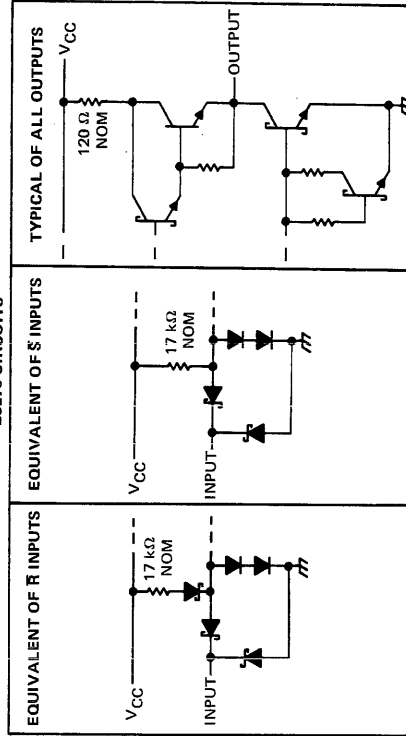 EQUIVALENT OF R̄ INPUTS
VCC
17 kΩ
NOM
INPUT
EQUIVALENT OF S̄ INPUTS
VCC
17 kΩ
NOM
INPUT
TYPICAL OF ALL OUTPUTS
VCC
120 Ω
NOM
OUTPUT